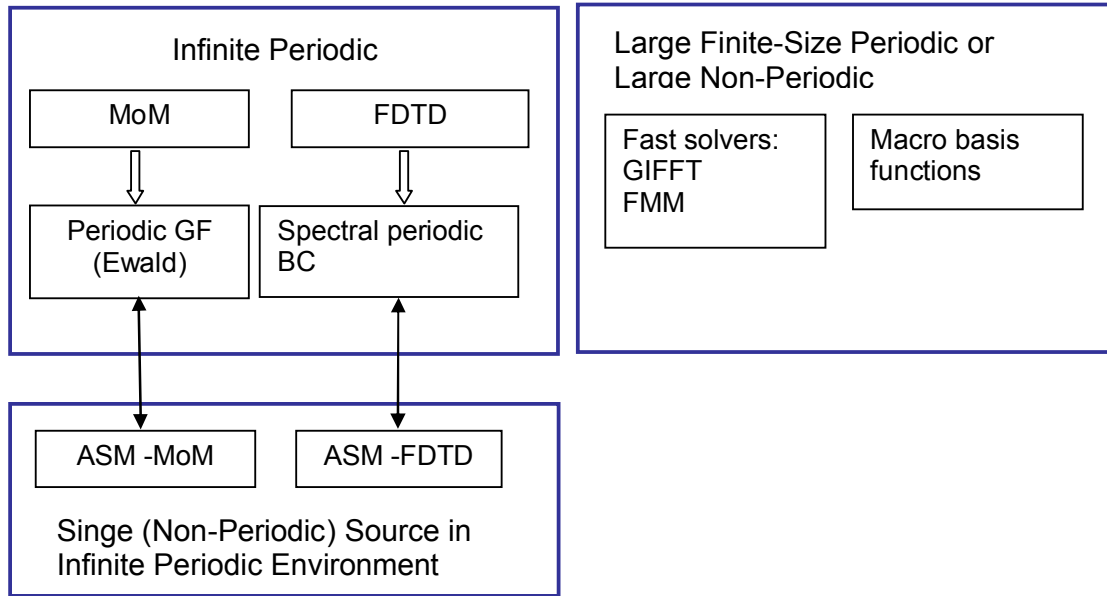 Infinite Periodic
MoM
FDTD
Periodic GF
(Ewald)
Spectral periodic
BC
ASM -MoM
ASM -FDTD
Singe (Non-Periodic) Source in
Infinite Periodic Environment
Large Finite-Size Periodic or
Large Non-Periodic
Fast solvers:
GIFFT
FMM
Macro basis
functions